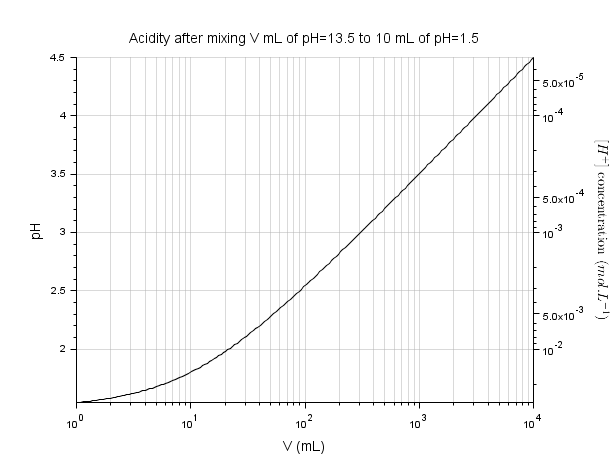 Acidity after mixing V mL of pH=13.5 to 10 mL of pH=1.5
4.5
4
3.5
3
2.5
2
pH
10^0
10^1
10^2
10^3
10^4
V (mL)
5.0x10^-5
10^-4
5.0x10^-4
10^-3
5.0x10^-3
10^-2
[H^+] concentration (mol.L^-1)